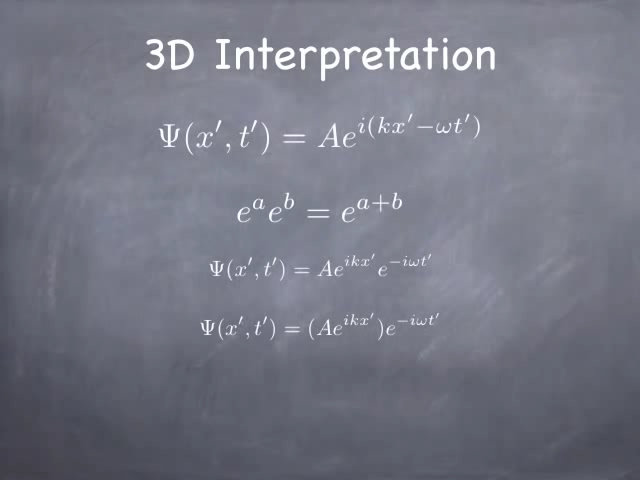 3D Interpretation
Ψ(x′, t′) = Ae^{i(kx′−ωt′)}
e^a e^b = e^{a+b}
Ψ(x′, t′) = Ae^{ikx′} e^{−iωt′}
Ψ(x′, t′) = (Ae^{ikx′})e^{−iωt′}